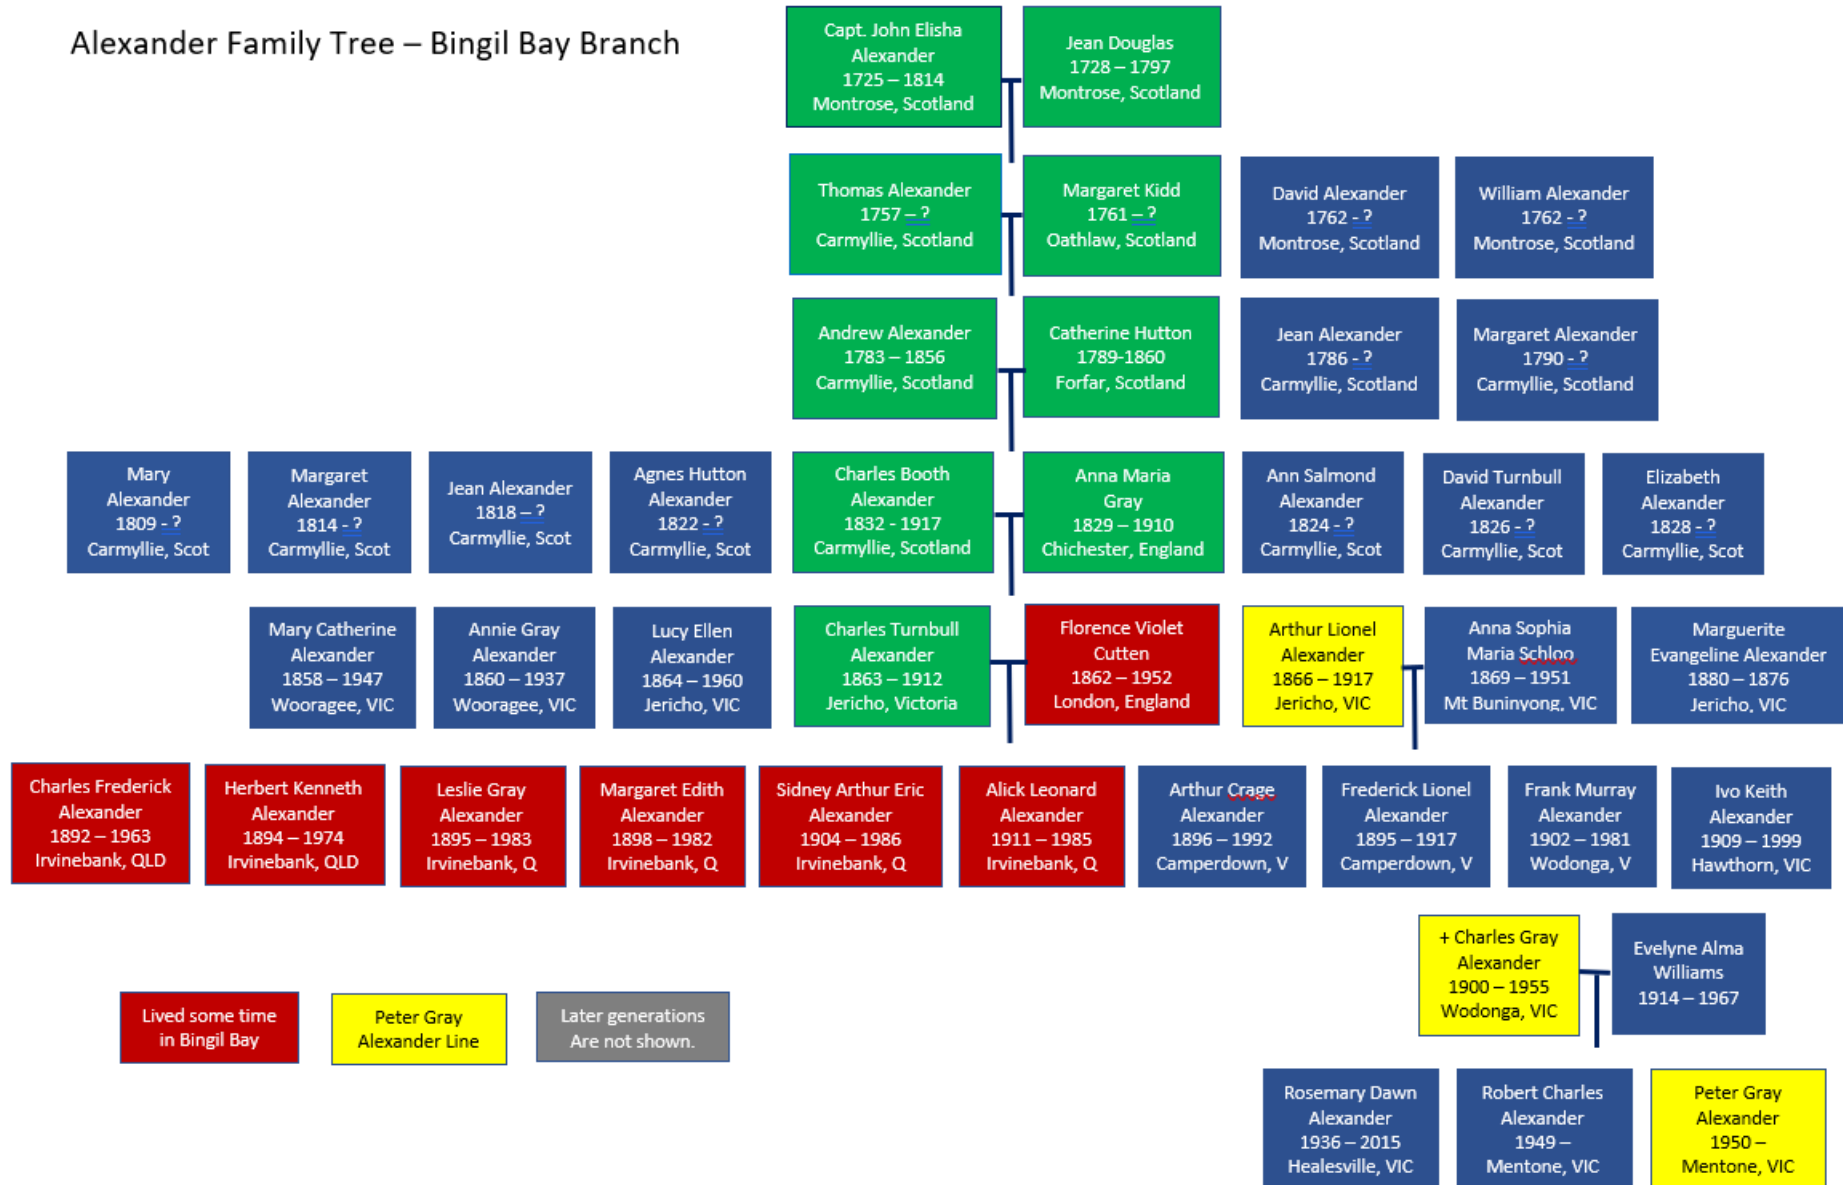 Alexander Family Tree – Bingil Bay Branch
Capt. John Elisha
Alexander
1725 – 1814
Montrose, Scotland
Jean Douglas
1728 – 1797
Montrose, Scotland
Thomas Alexander
1757 – ?
Carmyllie, Scotland
Margaret Kidd
1761 – ?
Oathlaw, Scotland
David Alexander
1762 - ?
Montrose, Scotland
William Alexander
1762 - ?
Montrose, Scotland
Andrew Alexander
1783 – 1856
Carmyllie, Scotland
Catherine Hutton
1789-1860
Forfar, Scotland
Jean Alexander
1786 - ?
Carmyllie, Scotland
Margaret Alexander
1790 - ?
Carmyllie, Scotland
Mary
Alexander
1809 - ?
Carmyllie, Scot
Margaret
Alexander
1814 - ?
Carmyllie, Scot
Jean Alexander
1818 – ?
Carmyllie, Scot
Agnes Hutton
Alexander
1822 - ?
Carmyllie, Scot
Charles Booth
Alexander
1832 - 1917
Carmyllie, Scotland
Anna Maria
Gray
1829 – 1910
Chichester, England
Ann Salmond
Alexander
1824 - ?
Carmyllie, Scot
David Turnbull
Alexander
1826 - ?
Carmyllie, Scot
Elizabeth
Alexander
1828 - ?
Carmyllie, Scot
Mary Catherine
Alexander
1858 – 1947
Wooragee, VIC
Annie Gray
Alexander
1860 – 1937
Wooragee, VIC
Lucy Ellen
Alexander
1864 – 1960
Jericho, VIC
Charles Turnbull
Alexander
1863 – 1912
Jericho, Victoria
Florence Violet
Cutten
1862 – 1952
London, England
Arthur Lionel
Alexander
1866 – 1917
Jericho, VIC
Anna Sophia
Maria Schloo
1869 – 1951
Mt Buninyong, VIC
Marguerite
Evangeline Alexander
1880 – 1876
Jericho, VIC
Charles Frederick
Alexander
1892 – 1963
Irvinebank, QLD
Herbert Kenneth
Alexander
1894 – 1974
Irvinebank, QLD
Leslie Gray
Alexander
1895 – 1983
Irvinebank, Q
Margaret Edith
Alexander
1898 – 1982
Irvinebank, Q
Sidney Arthur Eric
Alexander
1904 – 1986
Irvinebank, Q
Alick Leonard
Alexander
1911 – 1985
Irvinebank, Q
Arthur Crage
Alexander
1896 – 1992
Camperdown, V
Frederick Lionel
Alexander
1895 – 1917
Camperdown, V
Frank Murray
Alexander
1902 – 1981
Wodonga, V
Ivo Keith
Alexander
1909 – 1999
Hawthorn, VIC
+ Charles Gray
Alexander
1900 – 1955
Wodonga, VIC
Evelyne Alma
Williams
1914 – 1967
Lived some time
in Bingil Bay
Peter Gray
Alexander Line
Later generations
Are not shown.
Rosemary Dawn
Alexander
1936 – 2015
Healesville, VIC
Robert Charles
Alexander
1949 –
Mentone, VIC
Peter Gray
Alexander
1950 –
Mentone, VIC